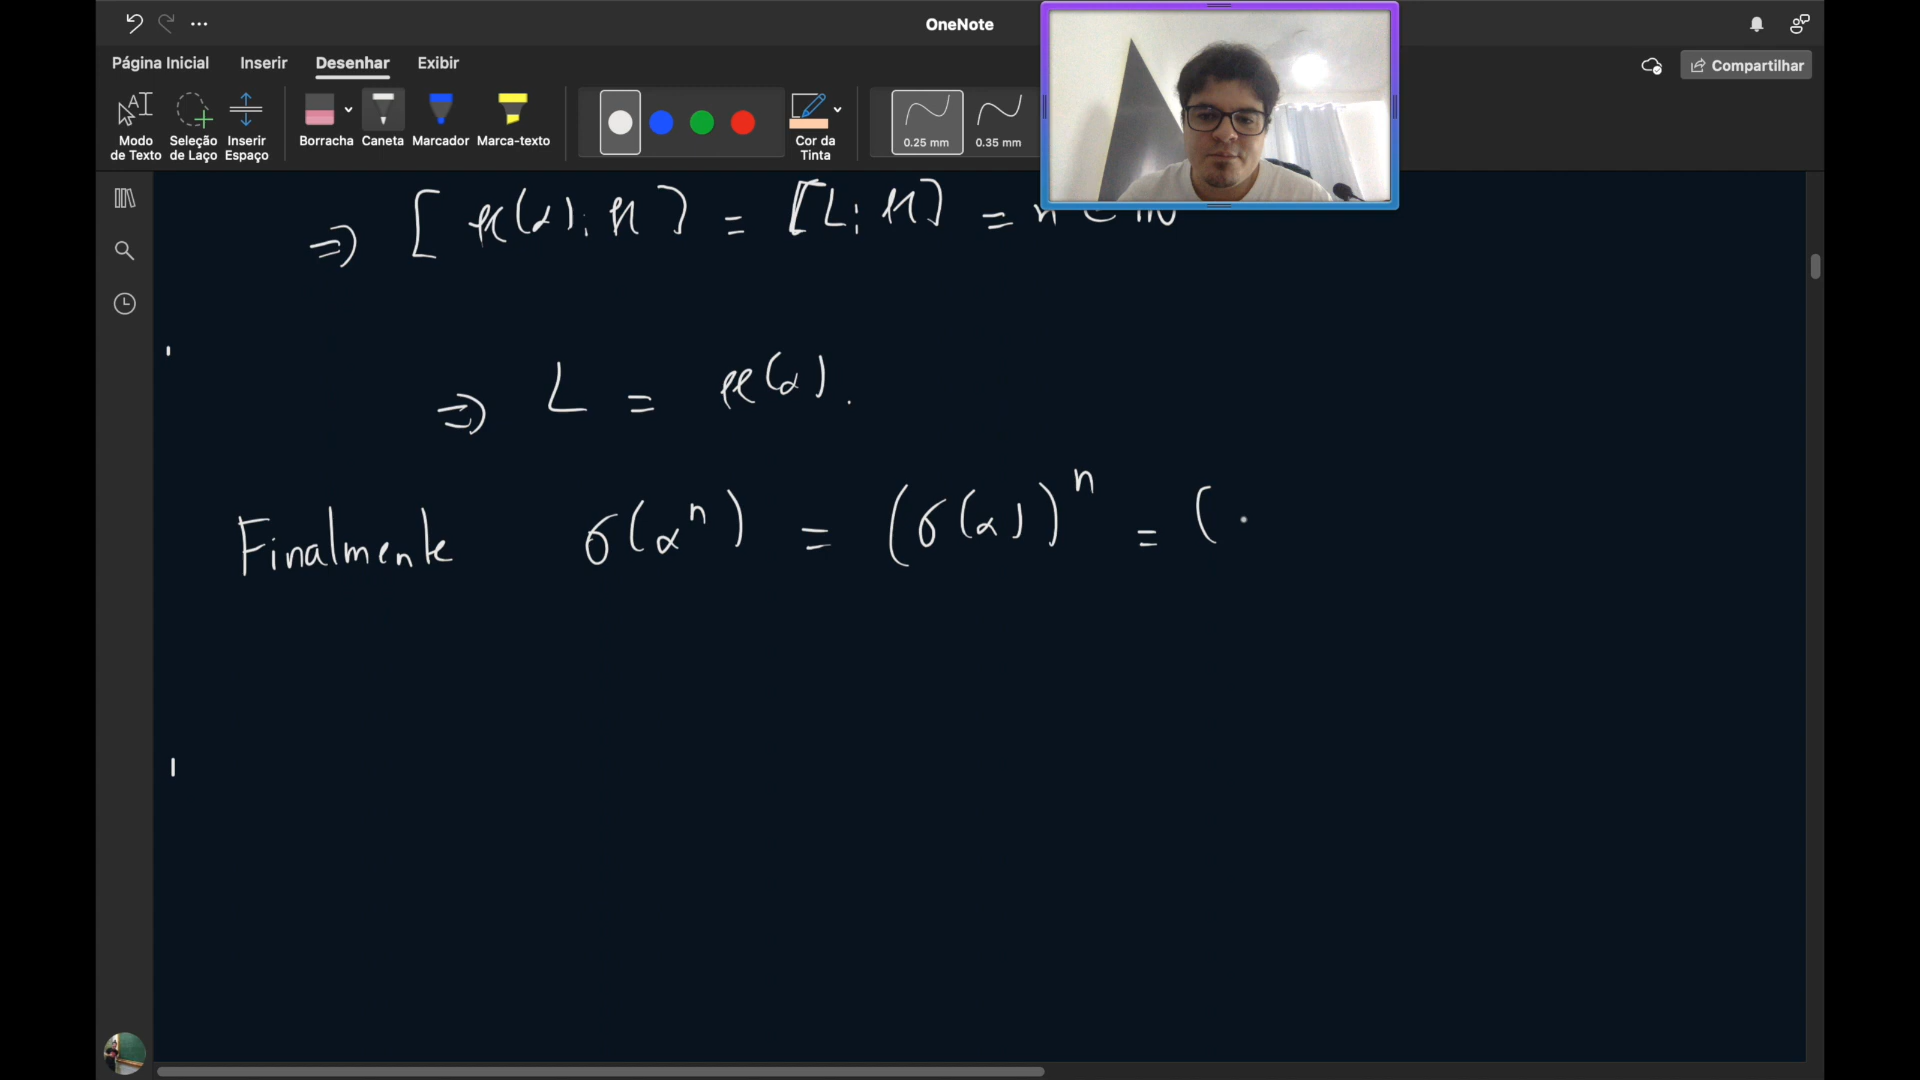 OneNote
Página Inicial Inserir Desenhar Exibir
Compartilhar
Modo de Texto
Seleção de Laço
Inserir Espaço
Borracha
Caneta
Marcador
Marca-texto
Cor da Tinta
0.25 mm
0.35 mm
⇒ [K(α):K] = [L:K] = n ∈ ℕ
⇒ L = K(α).
Finalmente σ(αⁿ) = (σ(α))ⁿ = (